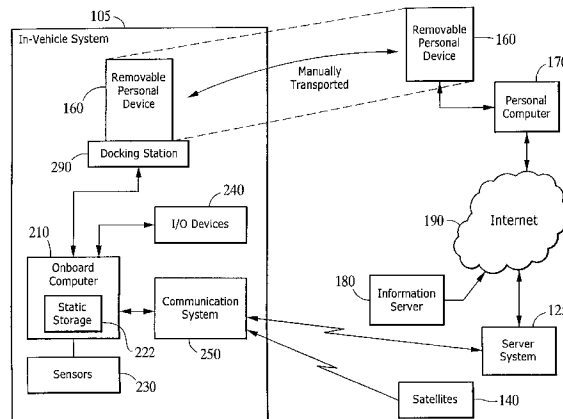 105
In-Vehicle System
Removable
Personal
Device
160
Manually
Transported
Removable
Personal
Device
160
170
Personal
Computer
290
Docking Station
240
I/O Devices
190
Internet
210
Onboard
Computer
Static
Storage
222
Communication
System
250
180
Information
Server
Server
System
Sensors
230
Satellites
140